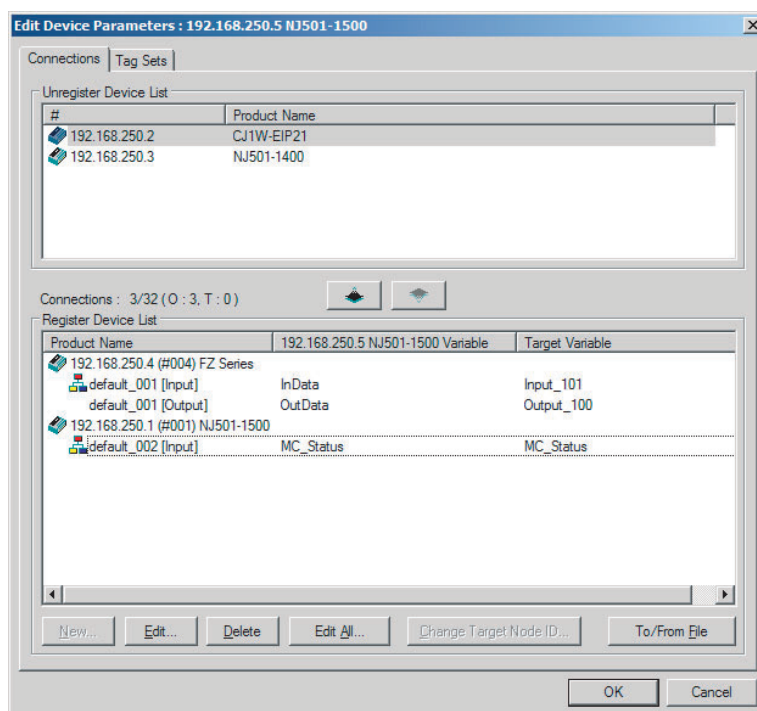 Edit Device Parameters : 192.168.250.5 NJ501-1500
Connections Tag Sets
Unregister Device List
# Product Name
192.168.250.2 CJ1W-EIP21
192.168.250.3 NJ501-1400
Connections : 3/32 ( O : 3, T : 0 )
Register Device List
Product Name 192.168.250.5 NJ501-1500 Variable Target Variable
192.168.250.4 (#004) FZ Series
default_001 [Input] InData Input_101
default_001 [Output] OutData Output_100
192.168.250.1 (#001) NJ501-1500
default_002 [Input] MC_Status MC_Status
New... Edit... Delete Edit All... Change Target Node ID... To/From File
OK Cancel